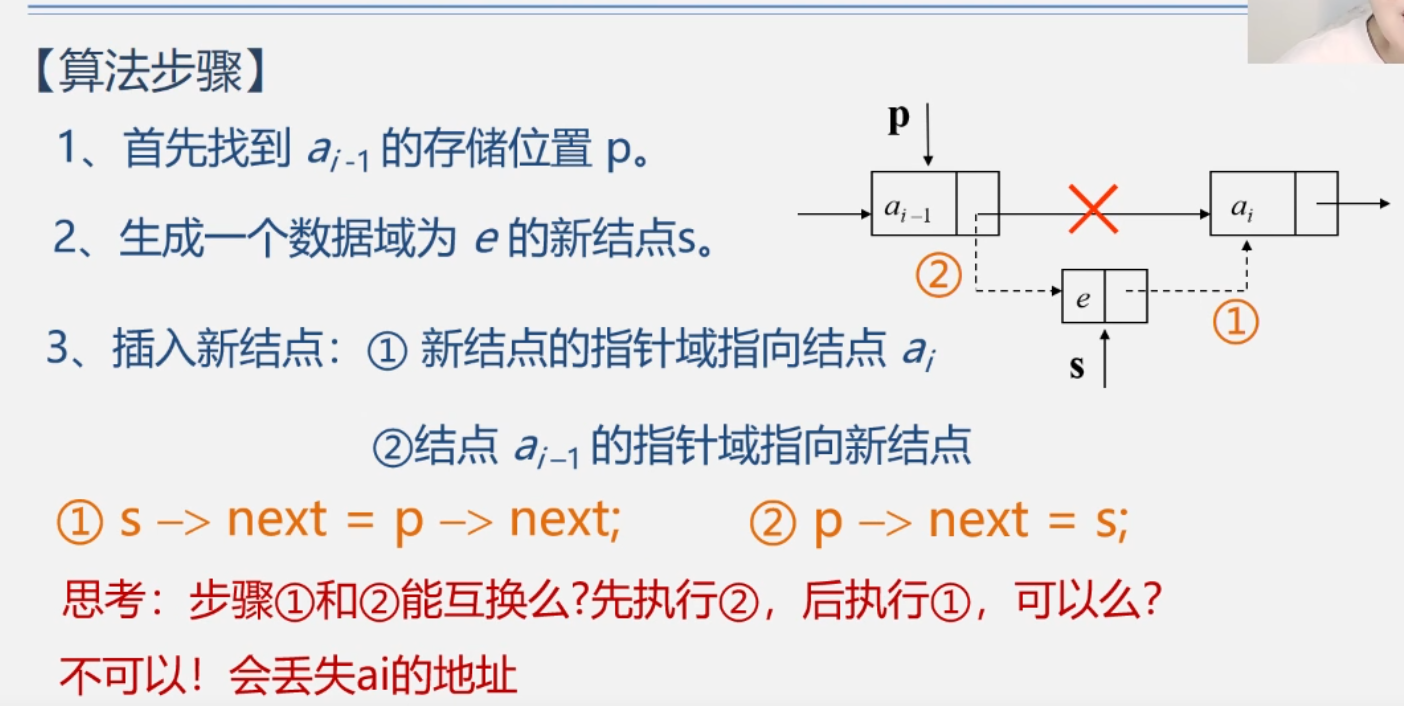 【算法步骤】
1、首先找到 a_{i-1} 的存储位置 p。
2、生成一个数据域为 e 的新结点s。
3、插入新结点：① 新结点的指针域指向结点 a_i
②结点 a_{i-1} 的指针域指向新结点
① s -> next = p -> next;  ② p -> next = s;
思考：步骤①和②能互换么?先执行②，后执行①，可以么?
不可以！会丢失ai的地址
p
a_{i-1}
a_i
②
e
①
s